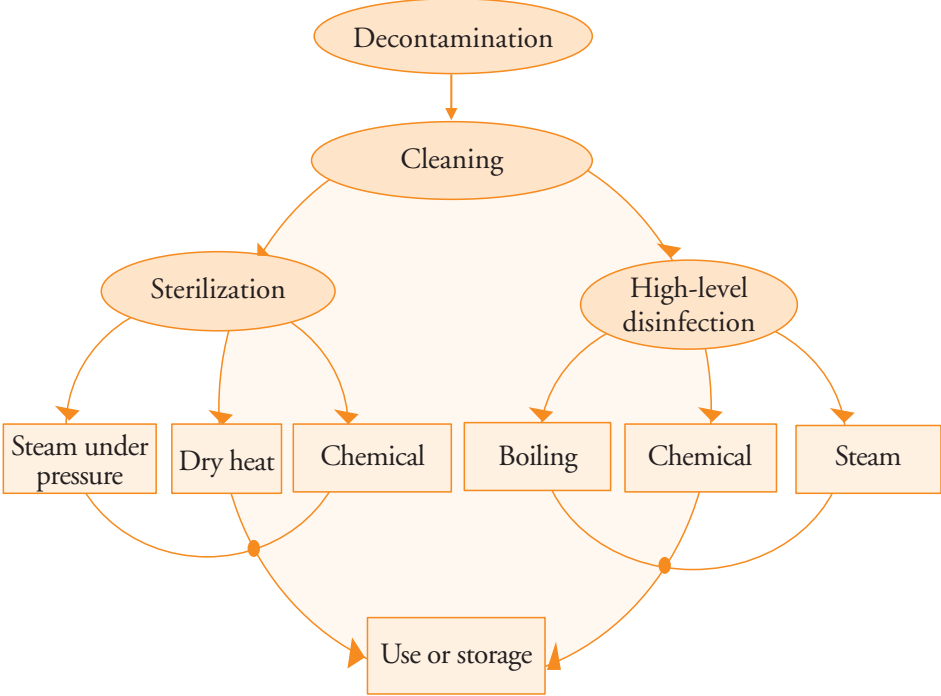 Decontamination
Cleaning
Sterilization
High-level
disinfection
Steam under
pressure
Dry heat
Chemical
Boiling
Chemical
Steam
Use or storage